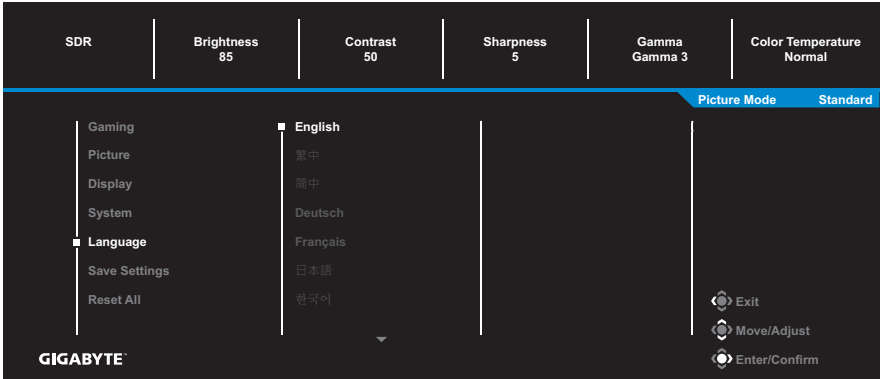 SDR
Brightness
85
Contrast
50
Sharpness
5
Gamma
Gamma 3
Color Temperature
Normal
Picture Mode Standard
Gaming
Picture
Display
System
Language
Save Settings
Reset All
English
繁中
简中
Deutsch
Français
日本語
한국어
Exit
Move/Adjust
Enter/Confirm
GIGABYTE™